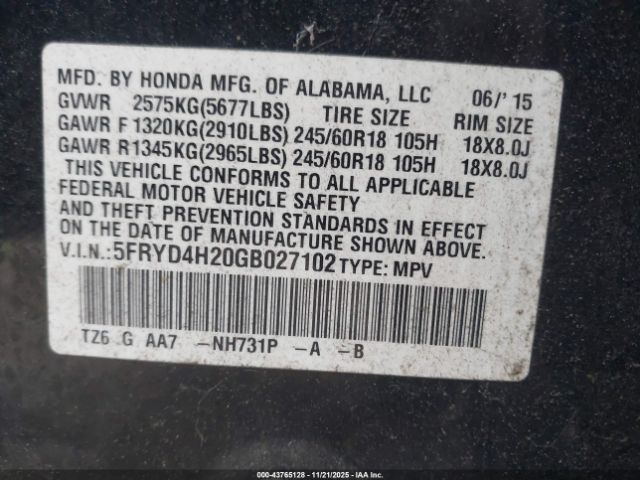 MFD. BY HONDA MFG. OF ALABAMA, LLC 06/'15
GVWR 2575KG(5677LBS) TIRE SIZE RIM SIZE
GAWR F 1320KG(2910LBS) 245/60R18 105H 18X8.0J
GAWR R1345KG(2965LBS) 245/60R18 105H 18X8.0J
THIS VEHICLE CONFORMS TO ALL APPLICABLE
FEDERAL MOTOR VEHICLE SAFETY
AND THEFT PREVENTION STANDARDS IN EFFECT
ON THE DATE OF MANUFACTURE SHOWN ABOVE.
V.I.N.:5FRYD4H20GB027102 TYPE: MPV
TZ6 G AA7 -NH731P -A -B
000-43765128 - 11/21/2025 - IAA Inc.